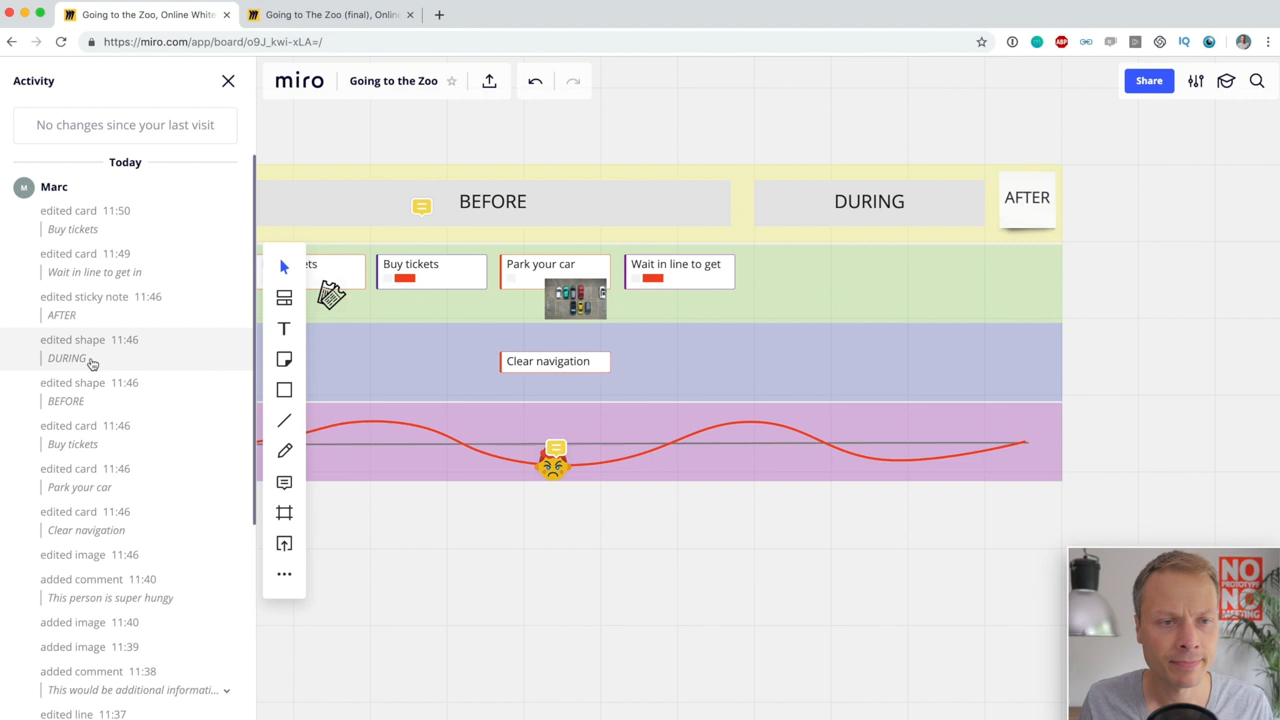 Going to the Zoo, Online White
Going to The Zoo (final), Onlin
https://miro.com/app/board/o9J_kwi-xLA=/
ABP
IQ
Activity
miro
Going to the Zoo
Share
No changes since your last visit
Today
M
Marc
edited card 11:50
Buy tickets
edited card 11:49
Wait in line to get in
edited sticky note 11:46
AFTER
edited shape 11:46
DURING
edited shape 11:46
BEFORE
edited card 11:46
Buy tickets
edited card 11:46
Park your car
edited card 11:46
Clear navigation
edited image 11:46
added comment 11:40
This person is super hungy
added image 11:40
added image 11:39
added comment 11:38
This would be additional informati...
edited line 11:37
BEFORE
DURING
AFTER
Buy tickets
Park your car
Wait in line to get
Clear navigation
T
NO
PROTOTYPE
NO
MEETING